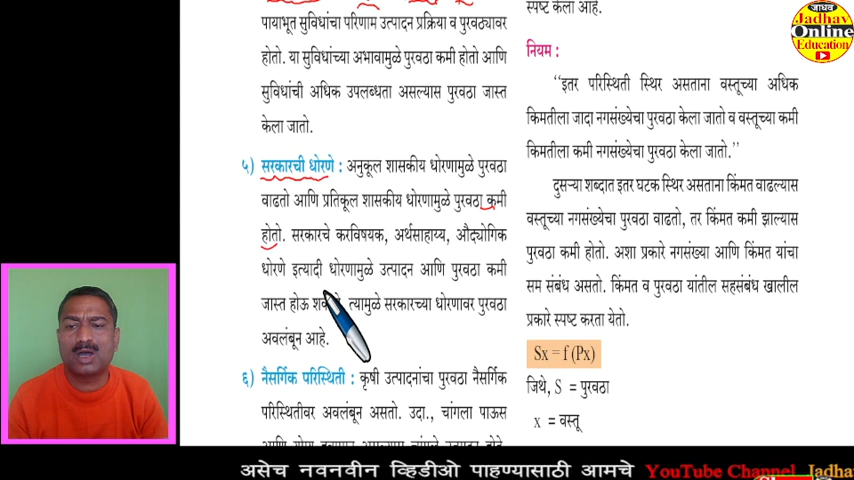 पायाभूत सुविधांचा परिणाम उत्पादन प्रक्रिया व पुरवठ्यावर
होतो. या सुविधांच्या अभावामुळे पुरवठा कमी होतो आणि
सुविधांची अधिक उपलब्धता असल्यास पुरवठा जास्त
केला जातो.
५) सरकारची धोरणे : अनुकूल शासकीय धोरणामुळे पुरवठा
वाढतो आणि प्रतिकूल शासकीय धोरणामुळे पुरवठा कमी
होतो. सरकारचे करविषयक, अर्थसाहाय्य, औद्योगिक
धोरणे इत्यादी धोरणामुळे उत्पादन आणि पुरवठा कमी
जास्त होऊ त्यामुळे सरकारच्या धोरणावर पुरवठा
अवलंबून आहे.
६) नैसर्गिक परिस्थिती : कृषी उत्पादनांचा पुरवठा नैसर्गिक
परिस्थितीवर अवलंबून असतो. उदा., चांगला पाऊस
स्पष्ट केला आहे.
नियम :
‘‘इतर परिस्थिती स्थिर असताना वस्तूच्या अधिक
किमतीला जादा नगसंख्येचा पुरवठा केला जातो व वस्तूच्या कमी
किमतीला कमी नगसंख्येचा पुरवठा केला जातो.’’
दुसऱ्या शब्दात इतर घटक स्थिर असताना किंमत वाढल्यास
वस्तूच्या नगसंख्येचा पुरवठा वाढतो, तर किंमत कमी झाल्यास
पुरवठा कमी होतो. अशा प्रकारे नगसंख्या आणि किंमत यांचा
सम संबंध असतो. किंमत व पुरवठा यांतील सहसंबंध खालील
प्रकारे स्पष्ट करता येतो.
Sx = f (Px)
जिथे, S = पुरवठा
x = वस्तू
जाधव
Jadhav
Online
Education
असेच नवनवीन व्हिडीओ पाहण्यासाठी आमचे YouTube Channel Jadha